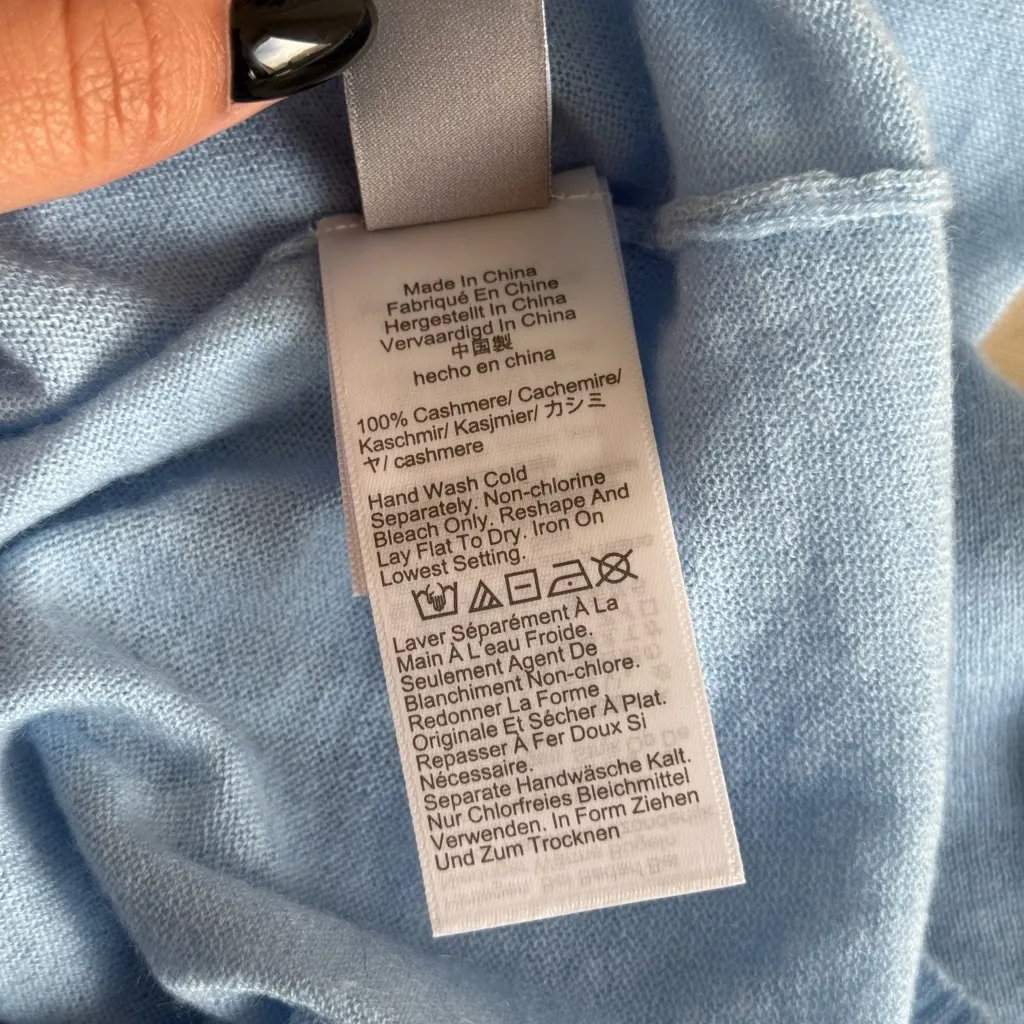 Made In China
Fabriqué En Chine
Hergestellt In China
Vervaardigd In China
中国製
hecho en china
100% Cashmere/ Cachemire/
Kaschmir/ Kasjmier/ カシミ
ヤ/ cashmere
Hand Wash Cold
Separately. Non-chlorine
Bleach Only. Reshape And
Lay Flat To Dry. Iron On
Lowest Setting.
Laver Séparément À La
Main À L'eau Froide.
Seulement Agent De
Blanchiment Non-chlore.
Redonner La Forme
Originale Et Sécher À Plat.
Repasser À Fer Doux Si
Nécessaire.
Separate Handwäsche Kalt.
Nur Chlorfreies Bleichmittel
Verwenden. In Form Ziehen
Und Zum Trocknen